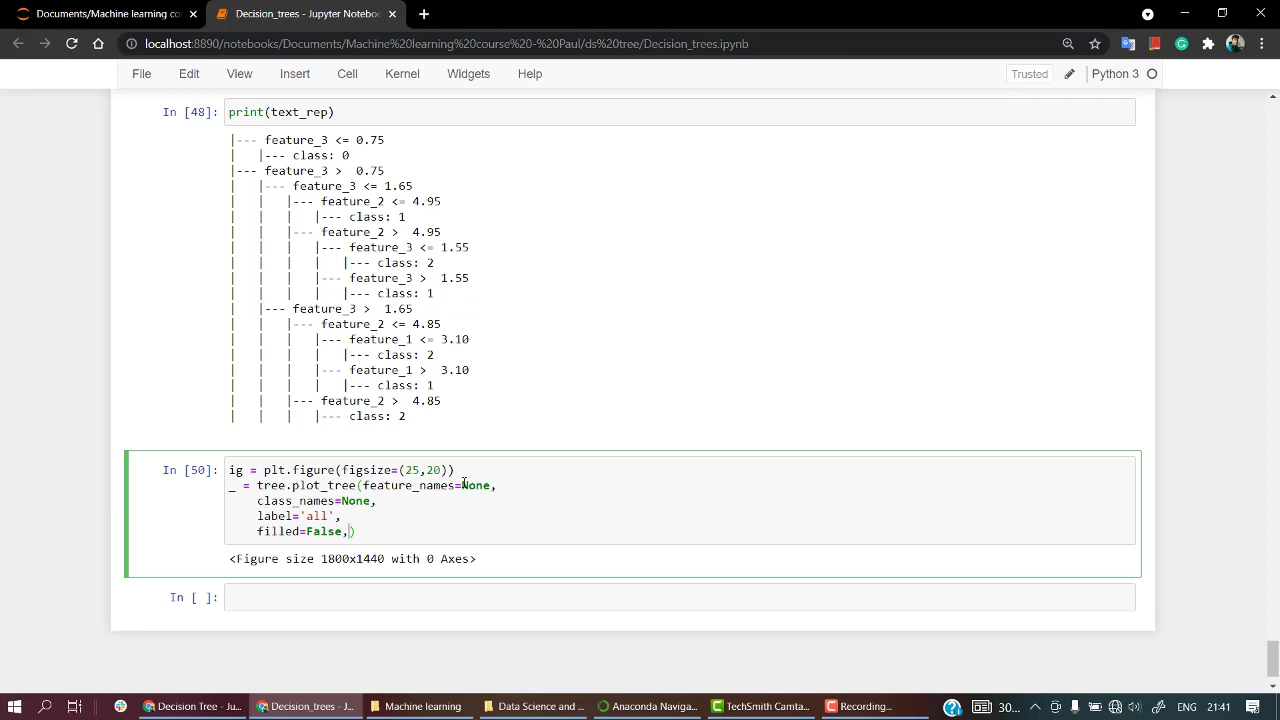 Documents/Machine learning co
Decision_trees - Jupyter Notebo
localhost:8890/notebooks/Documents/Machine%20learning%20course%20-%20Paul/ds%20tree/Decision_trees.ipynb
File Edit View Insert Cell Kernel Widgets Help Trusted Python 3
In [48]: print(text_rep)
|--- feature_3 <= 0.75
|   |--- class: 0
|--- feature_3 >  0.75
|   |--- feature_3 <= 1.65
|   |   |--- feature_2 <= 4.95
|   |   |   |--- class: 1
|   |   |--- feature_2 >  4.95
|   |   |   |--- feature_3 <= 1.55
|   |   |   |   |--- class: 2
|   |   |   |--- feature_3 >  1.55
|   |   |   |   |--- class: 1
|   |--- feature_3 >  1.65
|   |   |--- feature_2 <= 4.85
|   |   |   |--- feature_1 <= 3.10
|   |   |   |   |--- class: 2
|   |   |   |--- feature_1 >  3.10
|   |   |   |   |--- class: 1
|   |   |--- feature_2 >  4.85
|   |   |   |--- class: 2
In [50]: ig = plt.figure(figsize=(25,20))
_ = tree.plot_tree(feature_names=None,
    class_names=None,
    label='all',
    filled=False,)
<Figure size 1800x1440 with 0 Axes>
In [ ]:
Decision Tree - Ju... Decision_trees - J... Machine learning Data Science and ... Anaconda Naviga... TechSmith Camta... Recording... 30... ENG 21:41